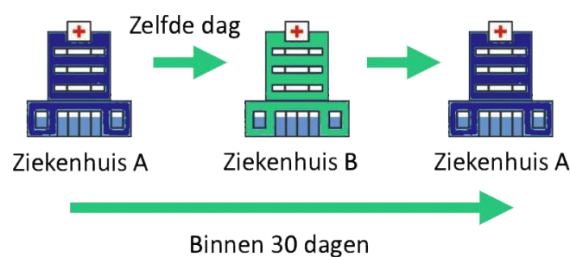 Zelfde dag
Ziekenhuis A
Ziekenhuis B
Ziekenhuis A
Binnen 30 dagen